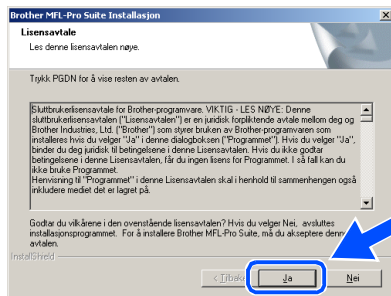 Brother MFL-Pro Suite Installasjon
Lisensavtale
Les denne lisensavtalen nøye.
Trykk PGDN for å vise resten av avtalen.
Sluttbrukerlisensavtale for Brother-programvare. VIKTIG - LES NØYE: Denne
sluttbrukerlisensavtalen ("Lisensavtalen") er en juridisk forpliktende avtale mellom deg og
Brother Industries, Ltd. ("Brother") som styrer bruken av Brother-programvaren som
installeres hvis du velger "Ja" i denne dialogboksen ("Programmet"). Hvis du velger "Ja",
binder du deg juridisk til betingelsene i denne Lisensavtalen. Hvis du ikke godtar
betingelsene i denne Lisensavtalen, får du ingen lisens for Programmet. I så fall kan du
ikke bruke Programmet.
Henvisning til "Programmet" i denne Lisensavtalen skal i henhold til sammenhengen også
inkludere mediet det er lagret på.
Godtar du vilkårene i den ovenstående lisensavtalen? Hvis du velger Nei, avsluttes
installasjonsprogrammet. For å installere Brother MFL-Pro Suite, må du akseptere denne
avtalen.
InstallShield
< Tilbake
Ja
Nei